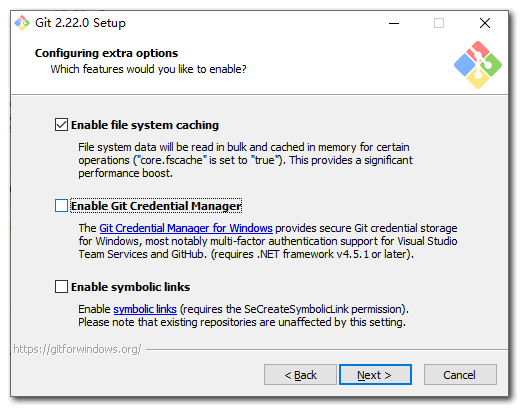 Git 2.22.0 Setup
Configuring extra options
Which features would you like to enable?
Enable file system caching
File system data will be read in bulk and cached in memory for certain
operations ("core.fscache" is set to "true"). This provides a significant
performance boost.
Enable Git Credential Manager
The Git Credential Manager for Windows provides secure Git credential storage
for Windows, most notably multi-factor authentication support for Visual Studio
Team Services and GitHub. (requires .NET framework v4.5.1 or later).
Enable symbolic links
Enable symbolic links (requires the SeCreateSymbolicLink permission).
Please note that existing repositories are unaffected by this setting.
https://gitforwindows.org/
< Back
Next >
Cancel